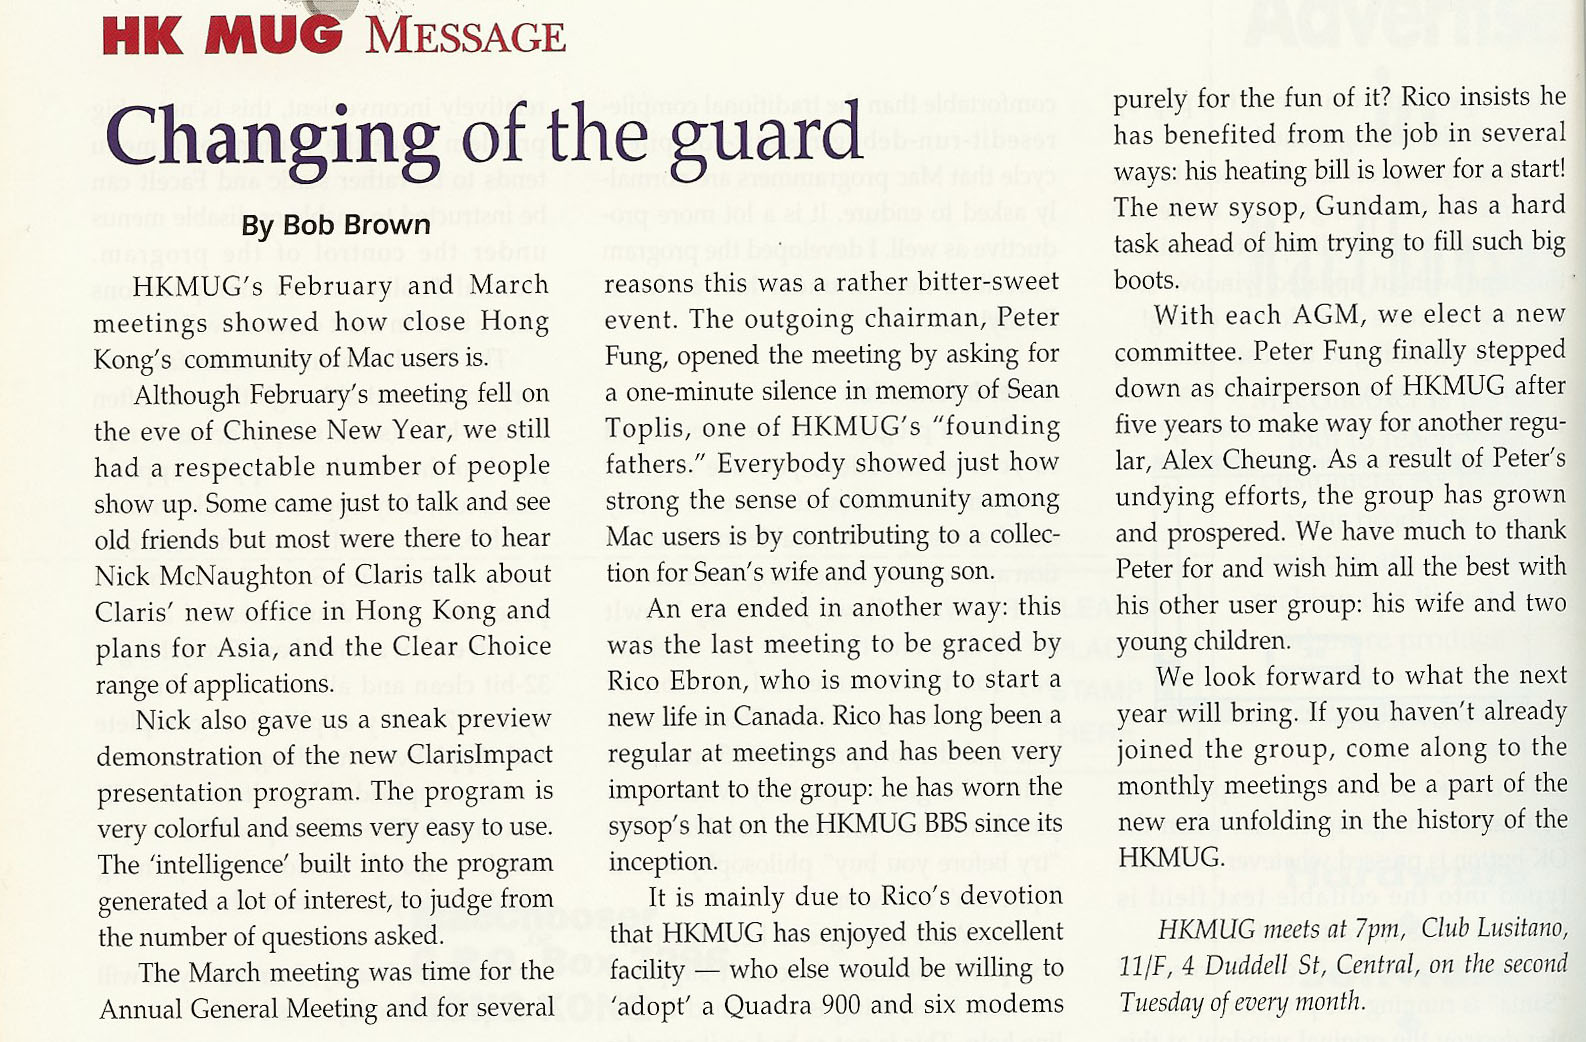 HK MUG MESSAGE
Changing of the guard
By Bob Brown
HKMUG's February and March
meetings showed how close Hong
Kong's community of Mac users is.
Although February's meeting fell on
the eve of Chinese New Year, we still
had a respectable number of people
show up. Some came just to talk and see
old friends but most were there to hear
Nick McNaughton of Claris talk about
Claris' new office in Hong Kong and
plans for Asia, and the Clear Choice
range of applications.
Nick also gave us a sneak preview
demonstration of the new ClarisImpact
presentation program. The program is
very colorful and seems very easy to use.
The 'intelligence' built into the program
generated a lot of interest, to judge from
the number of questions asked.
The March meeting was time for the
Annual General Meeting and for several
reasons this was a rather bitter-sweet
event. The outgoing chairman, Peter
Fung, opened the meeting by asking for
a one-minute silence in memory of Sean
Toplis, one of HKMUG's "founding
fathers." Everybody showed just how
strong the sense of community among
Mac users is by contributing to a collec-
tion for Sean's wife and young son.
An era ended in another way: this
was the last meeting to be graced by
Rico Ebron, who is moving to start a
new life in Canada. Rico has long been a
regular at meetings and has been very
important to the group: he has worn the
sysop's hat on the HKMUG BBS since its
inception.
It is mainly due to Rico's devotion
that HKMUG has enjoyed this excellent
facility — who else would be willing to
'adopt' a Quadra 900 and six modems
purely for the fun of it? Rico insists he
has benefited from the job in several
ways: his heating bill is lower for a start!
The new sysop, Gundam, has a hard
task ahead of him trying to fill such big
boots.
With each AGM, we elect a new
committee. Peter Fung finally stepped
down as chairperson of HKMUG after
five years to make way for another regu-
lar, Alex Cheung. As a result of Peter's
undying efforts, the group has grown
and prospered. We have much to thank
Peter for and wish him all the best with
his other user group: his wife and two
young children.
We look forward to what the next
year will bring. If you haven't already
joined the group, come along to the
monthly meetings and be a part of the
new era unfolding in the history of the
HKMUG.
HKMUG meets at 7pm, Club Lusitano,
11/F, 4 Duddell St, Central, on the second
Tuesday of every month.